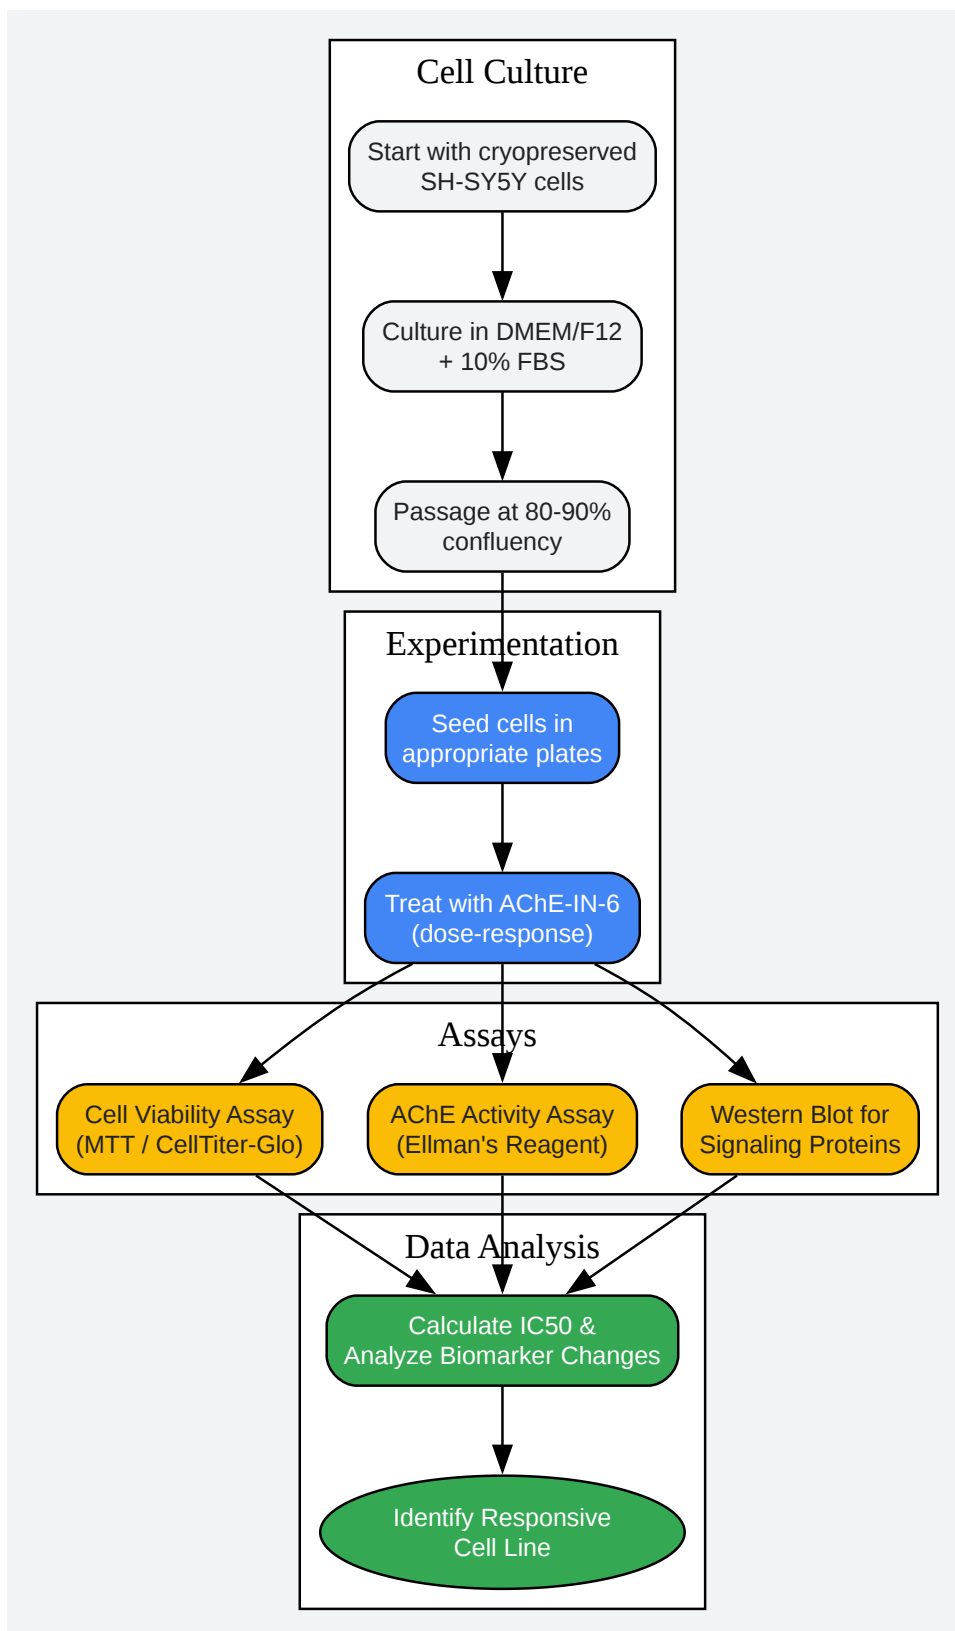 Cell Culture
Start with cryopreserved
SH-SY5Y cells
Culture in DMEM/F12
+ 10% FBS
Passage at 80-90%
confluency
Experimentation
Seed cells in
appropriate plates
Treat with AChE-IN-6
(dose-response)
Assays
Cell Viability Assay
(MTT / CellTiter-Glo)
AChE Activity Assay
(Ellman's Reagent)
Western Blot for
Signaling Proteins
Data Analysis
Calculate IC50 &
Analyze Biomarker Changes
Identify Responsive
Cell Line